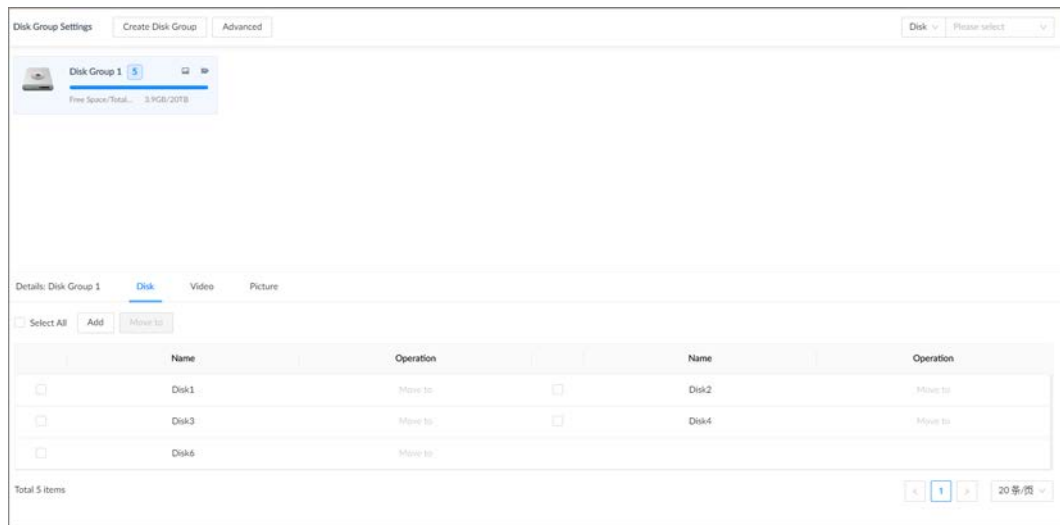 Disk Group Settings Create Disk Group Advanced Disk Please select
Disk Group 1 5
Free Space/Total... 3.9GB/20TB
Details: Disk Group 1 Disk Video Picture
Select All Add Move to
Name Operation Name Operation
Disk1 Move to Disk2 Move to
Disk3 Move to Disk4 Move to
Disk6 Move to
Total 5 items < 1 > 20 条/页